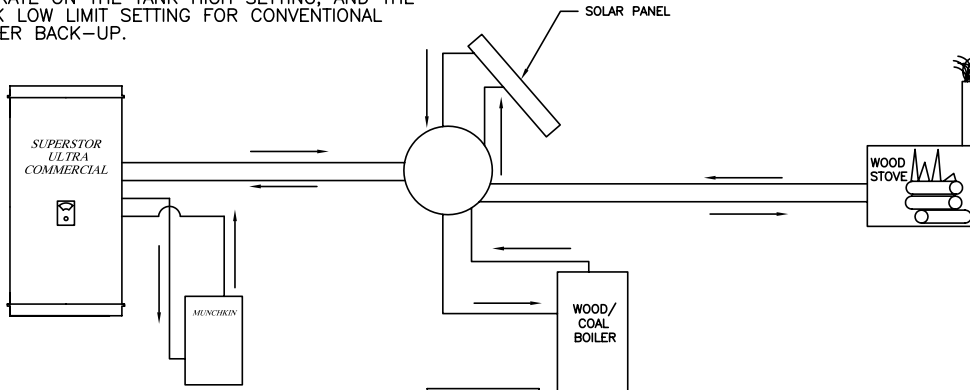 RATE ON THE TANK HIGH SETTING, AND THE
K LOW LIMIT SETTING FOR CONVENTIONAL
ER BACK-UP.
SOLAR PANEL
SUPERSTOR
ULTRA
COMMERCIAL
WOOD
STOVE
MUNCHKIN
WOOD/
COAL
BOILER